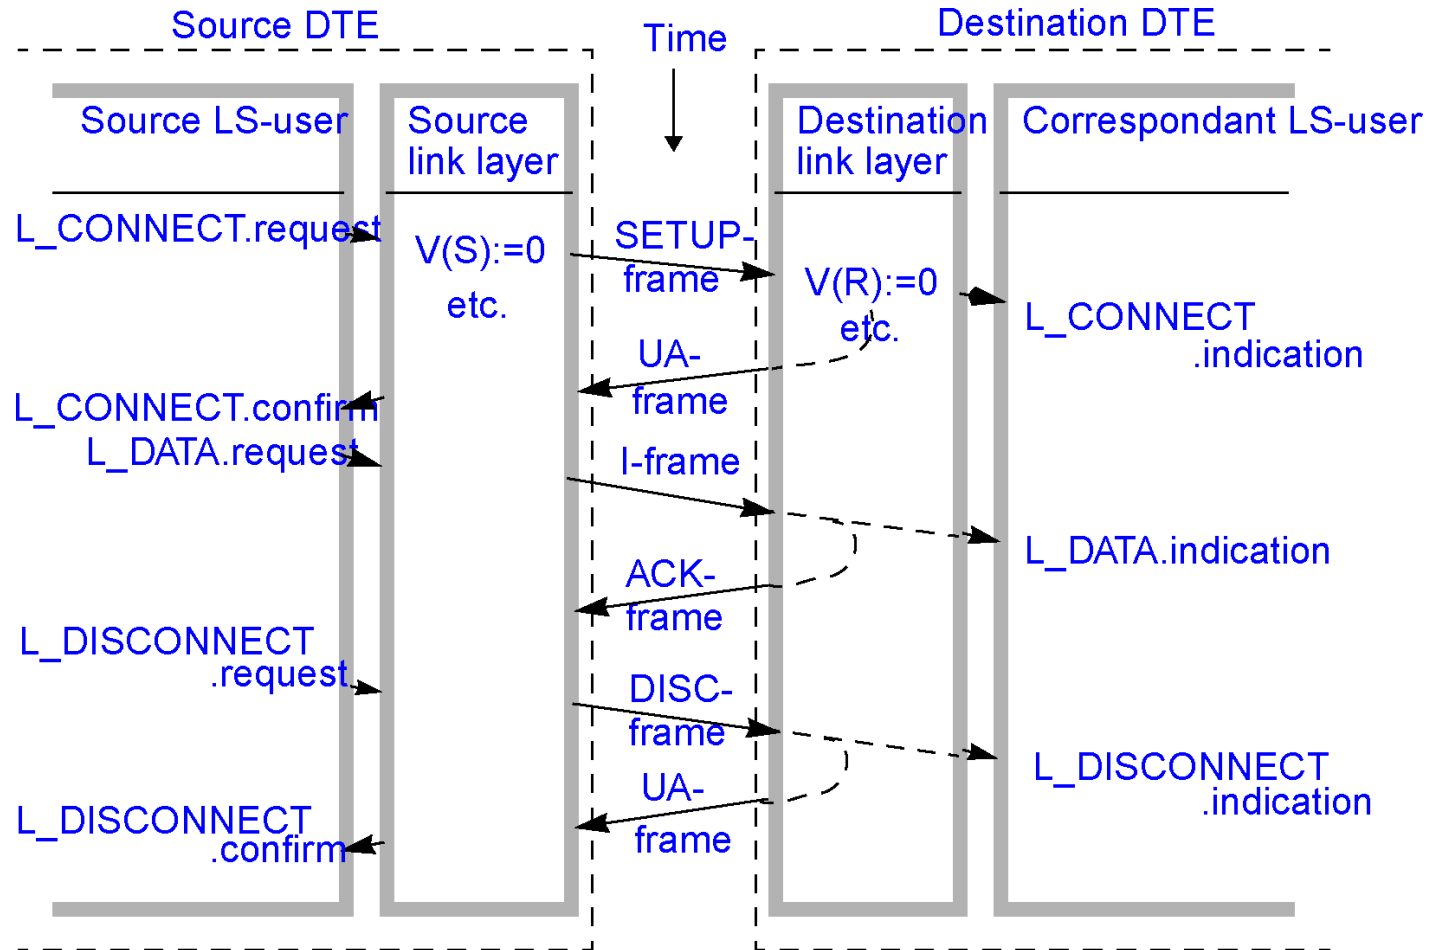 Source DTE
Time
Destination DTE
Source LS-user
Source
link layer
Destination
link layer
Correspondant LS-user
L_CONNECT.request
V(S):=0
etc.
SETUP-
frame
V(R):=0
etc.
L_CONNECT
.indication
UA-
frame
L_CONNECT.confirm
L_DATA.request
I-frame
L_DATA.indication
ACK-
frame
L_DISCONNECT
.request
DISC-
frame
L_DISCONNECT
.indication
UA-
frame
L_DISCONNECT
.confirm